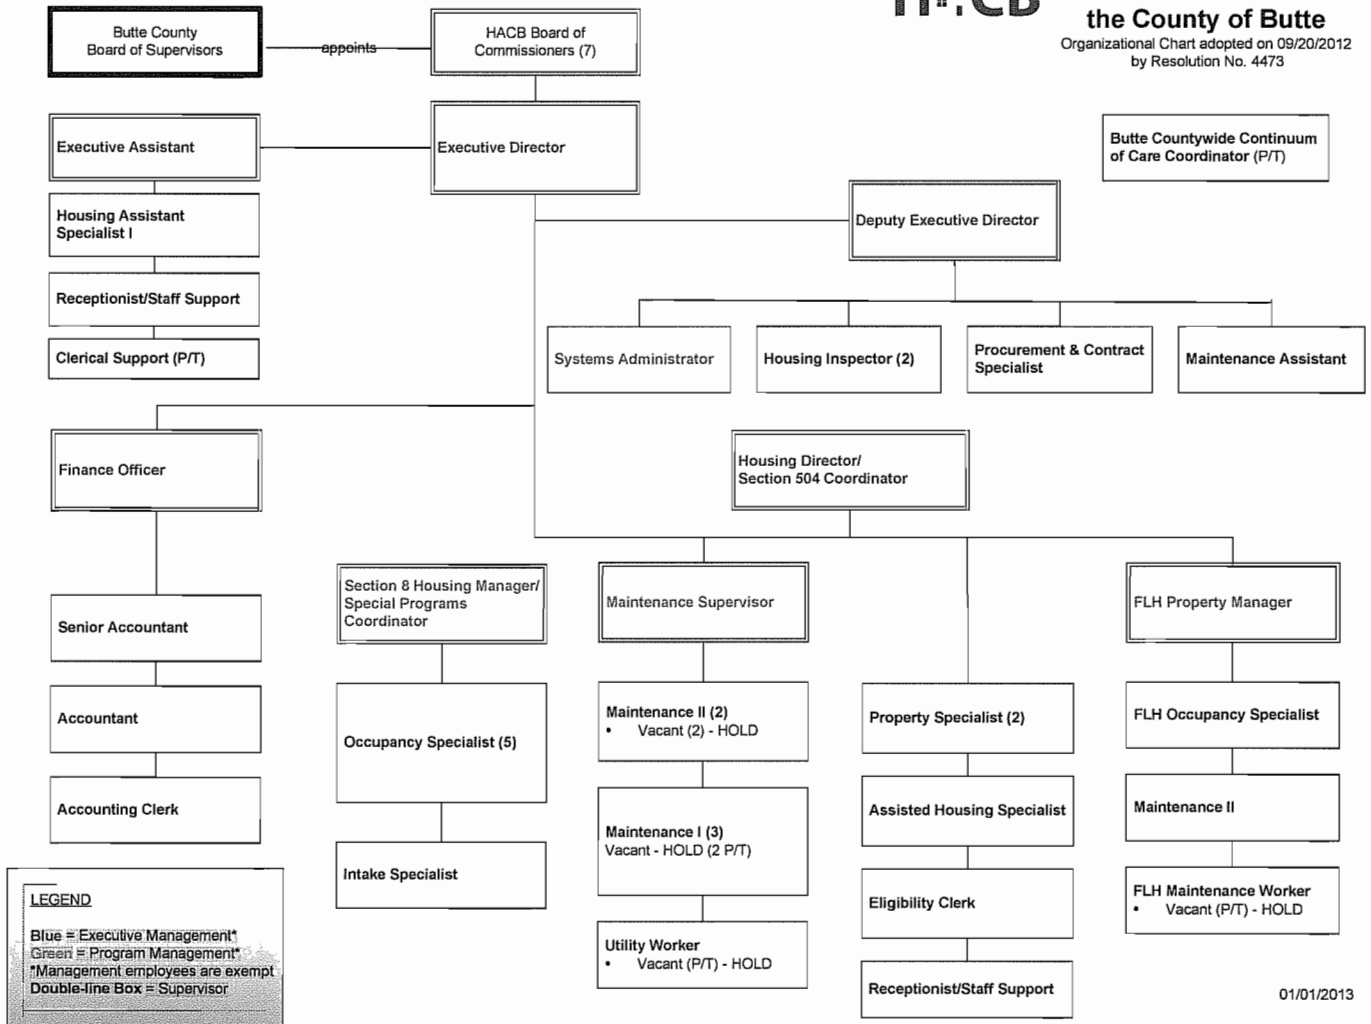 HACB
the County of Butte
Organizational Chart adopted on 09/20/2012
by Resolution No. 4473
Butte County
Board of Supervisors
appoints
HACB Board of
Commissioners (7)
Executive Assistant
Executive Director
Butte Countywide Continuum
of Care Coordinator (P/T)
Housing Assistant
Specialist I
Deputy Executive Director
Receptionist/Staff Support
Clerical Support (P/T)
Systems Administrator
Housing Inspector (2)
Procurement & Contract
Specialist
Maintenance Assistant
Finance Officer
Housing Director/
Section 504 Coordinator
Section 8 Housing Manager/
Special Programs
Coordinator
Maintenance Supervisor
FLH Property Manager
Senior Accountant
Accountant
Accounting Clerk
Occupancy Specialist (5)
Intake Specialist
Maintenance II (2)
• Vacant (2) - HOLD
Maintenance I (3)
Vacant - HOLD (2 P/T)
Utility Worker
• Vacant (P/T) - HOLD
Property Specialist (2)
Assisted Housing Specialist
Eligibility Clerk
Receptionist/Staff Support
FLH Occupancy Specialist
Maintenance II
FLH Maintenance Worker
• Vacant (P/T) - HOLD
LEGEND
Blue = Executive Management*
Green = Program Management*
*Management employees are exempt
Double-line Box = Supervisor
01/01/2013